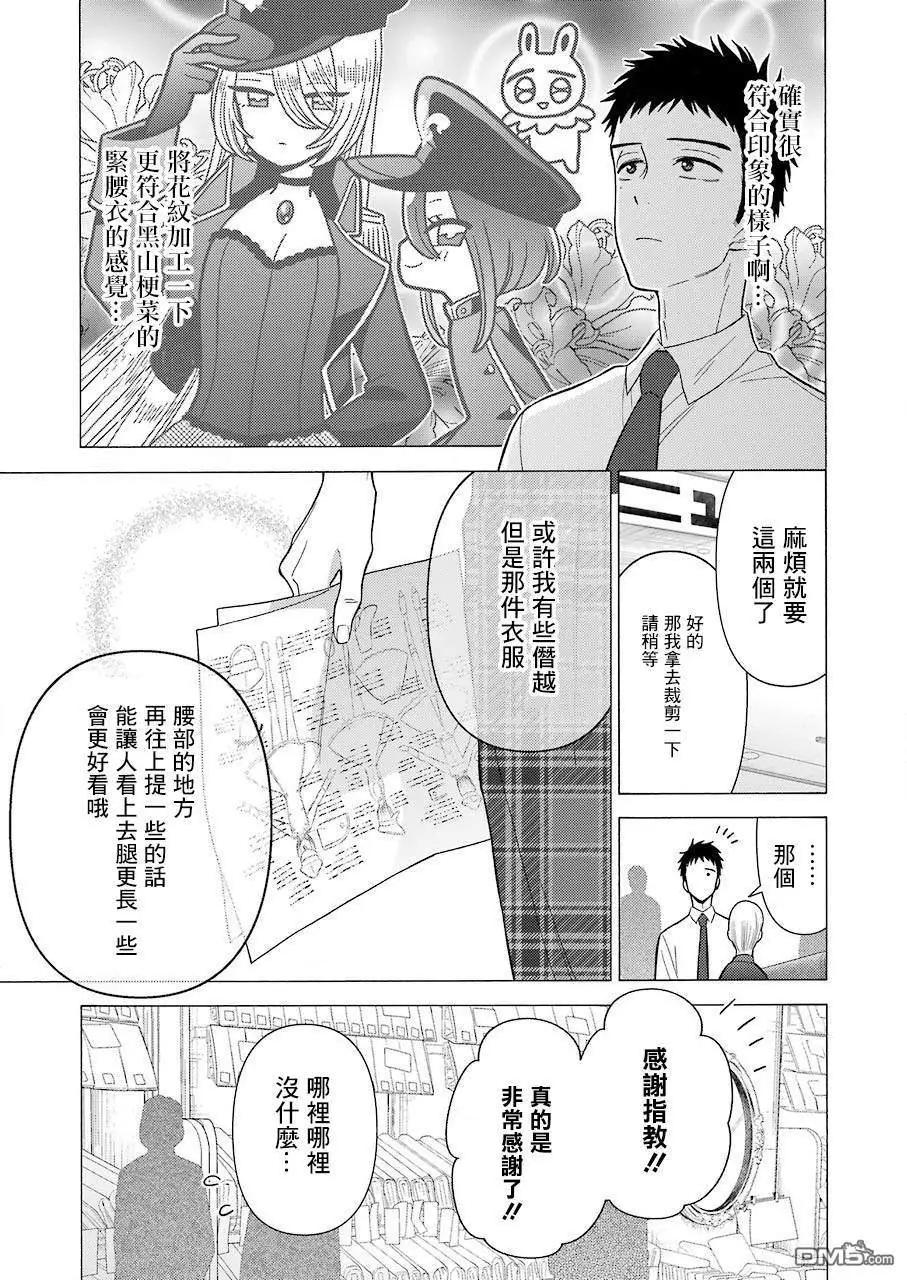 確實很
符合印象的樣子啊…
將花紋加工一下
更符合黑山梗菜的
緊腰衣的感覺…
ニュ
麻煩就要
這兩個了
好的
那我拿去裁剪一下
請稍等
或許我有些僭越
但是那件衣服
腰部的地方
再往上提一些的話
能讓人看上去腿更長一些
會更好看哦
……
那個
感謝指教!!
真的是
非常感謝了!!
哪裡哪裡
沒什麼…
DM5.com